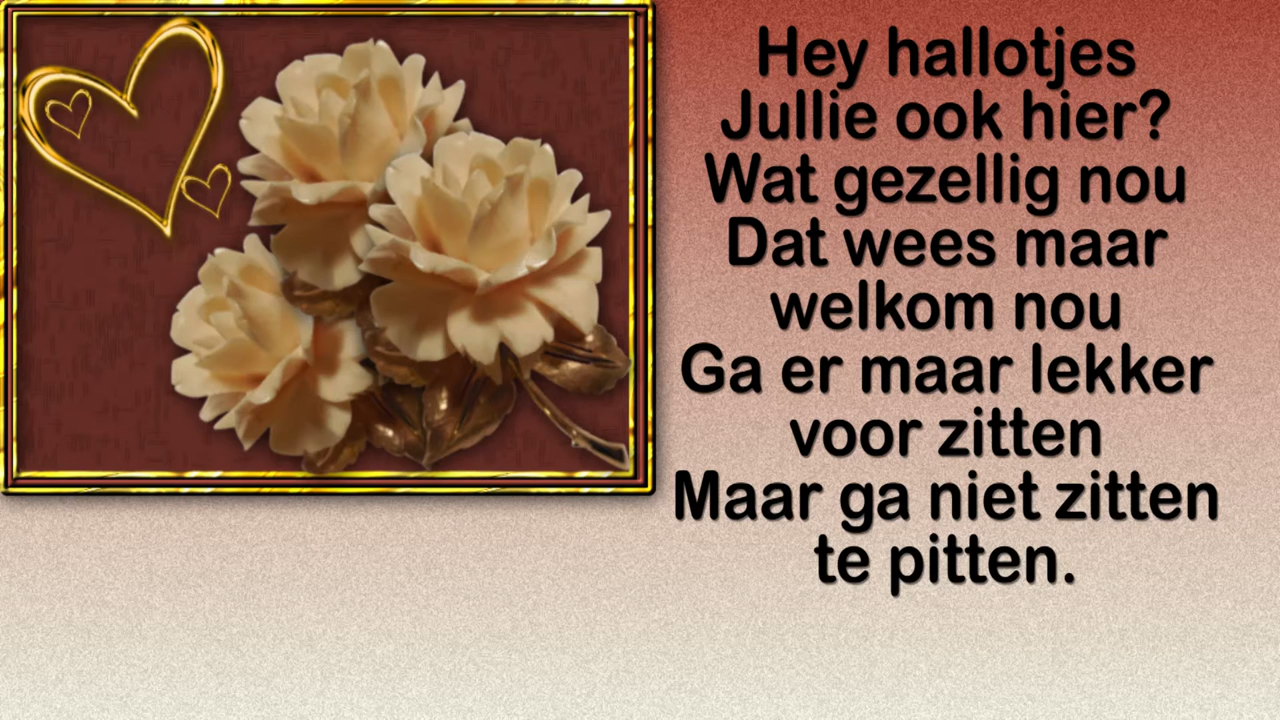 Hey hallotjes
Jullie ook hier?
Wat gezellig nou
Dat wees maar
welkom nou
Ga er maar lekker
voor zitten
Maar ga niet zitten
te pitten.